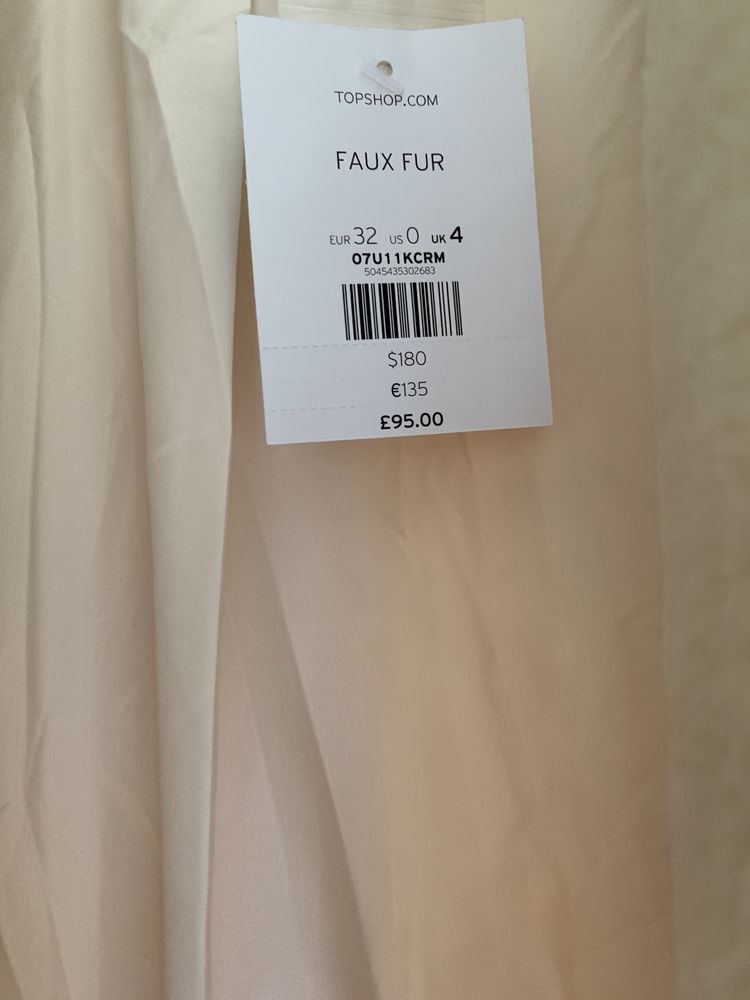 TOPSHOP.COM
FAUX FUR
EUR 32 US 0 UK 4
07U11KCRM
5045435302683
$180
€135
£95.00